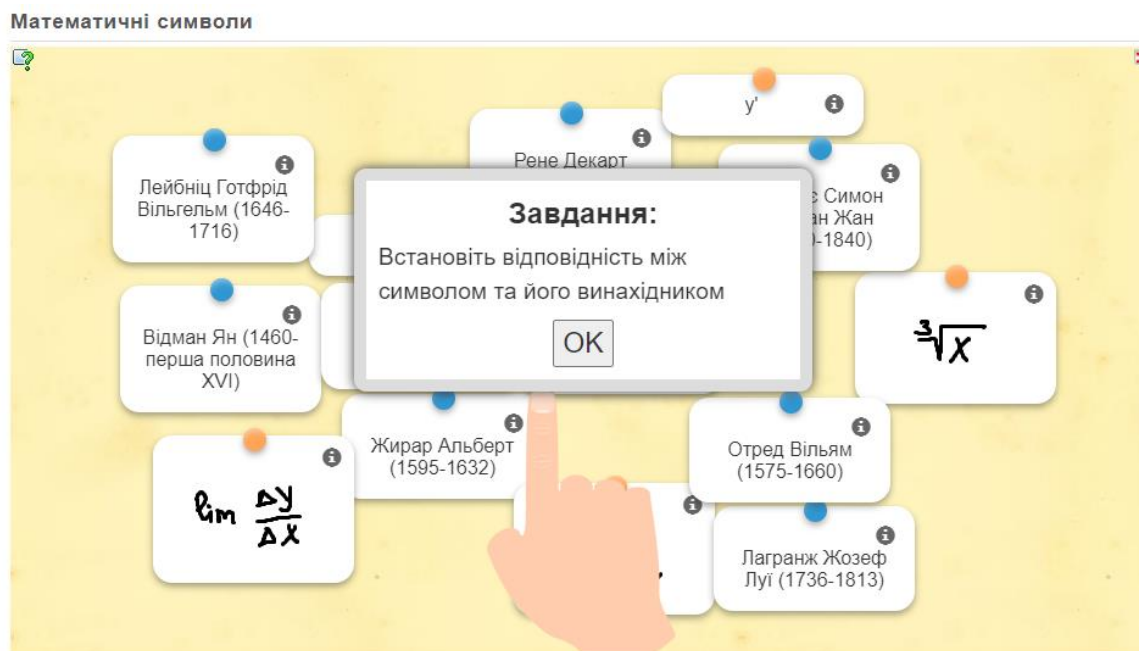 Математичні символи
y'
Рене Декарт
Лейбніц Готфрід
Вільгельм (1646-
1716)
Симон
Жан
-1840)
Завдання:
Встановіть відповідність між
символом та його винахідником
OK
Відман Ян (1460-
перша половина
XVI)
∛x
Жирар Альберт
(1595-1632)
Отред Вільям
(1575-1660)
lim Δy/Δx
Лагранж Жозеф
Луї (1736-1813)